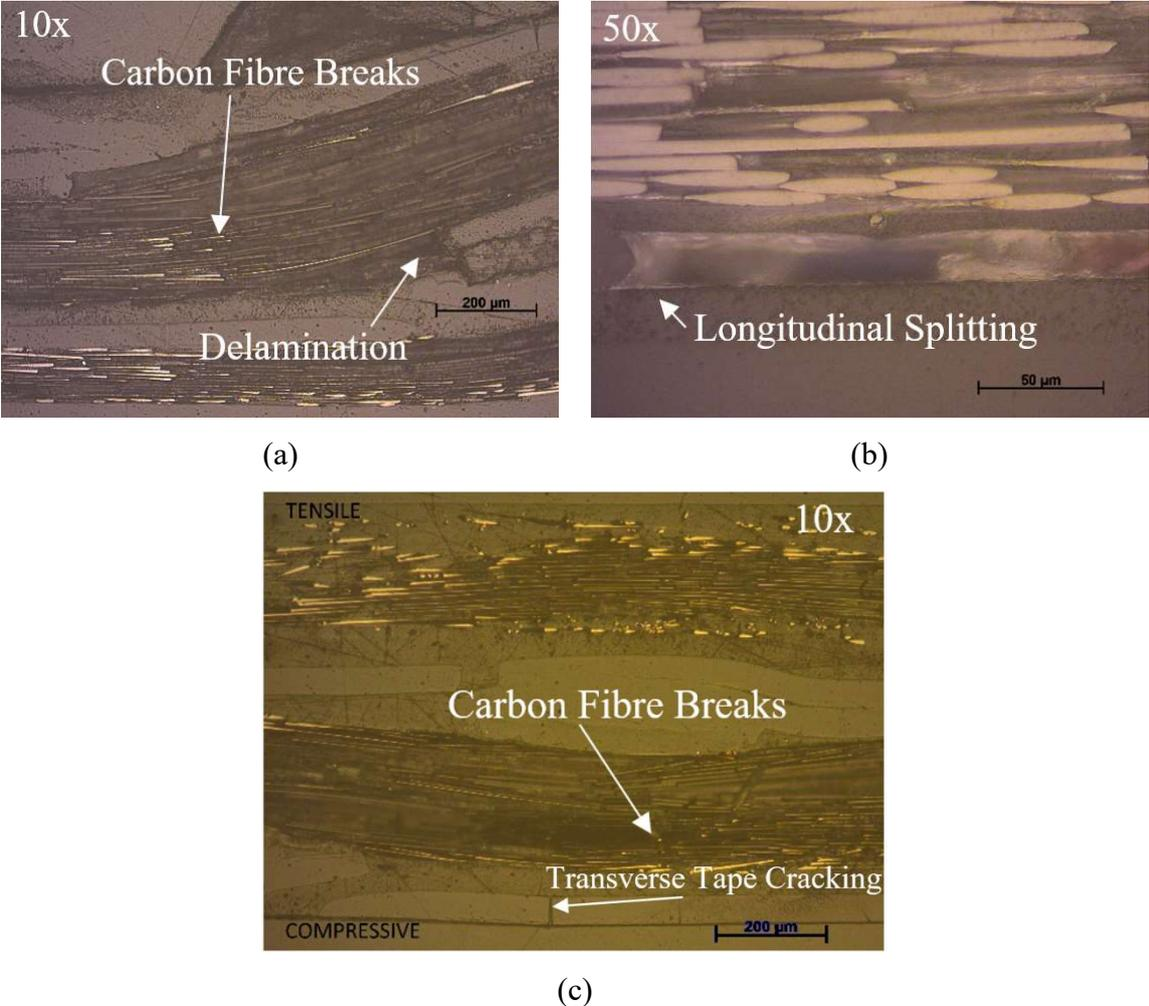 10x
Carbon Fibre Breaks
200 µm
Delamination
50x
Longitudinal Splitting
50 µm
(a)
(b)
TENSILE
10x
Carbon Fibre Breaks
Transverse Tape Cracking
COMPRESSIVE
200 µm
(c)